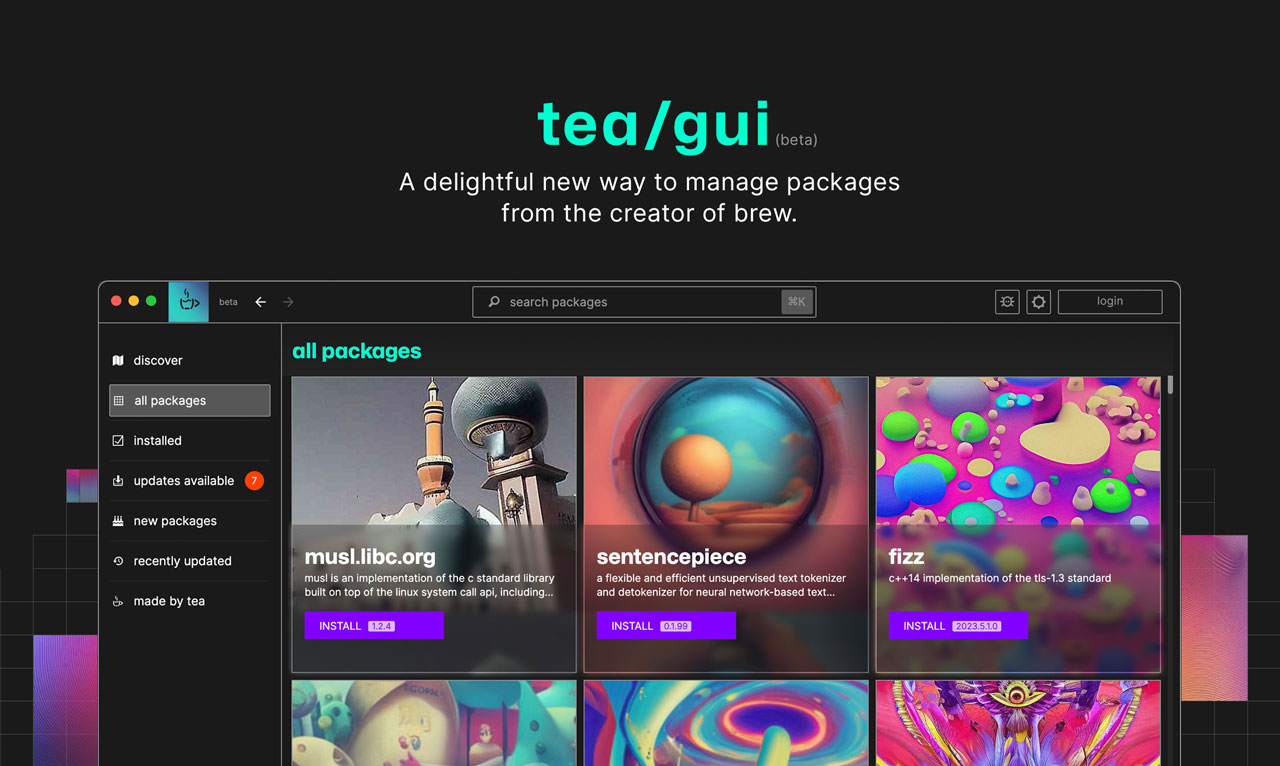 tea/gui (beta)
A delightful new way to manage packages
from the creator of brew.
beta
search packages
⌘K
login
discover
all packages
installed
updates available 7
new packages
recently updated
made by tea
all packages
musl.libc.org
musl is an implementation of the c standard library
built on top of the linux system call api, including...
INSTALL 1.2.4
sentencepiece
a flexible and efficient unsupervised text tokenizer
and detokenizer for neural network-based text...
INSTALL 0.1.99
fizz
c++14 implementation of the tls-1.3 standard
INSTALL 2023.5.1.0